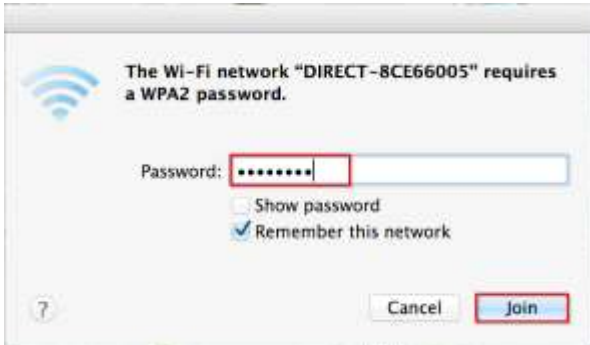 The Wi-Fi network “DIRECT-8CE66005” requires
a WPA2 password.
Password: ••••••••
Show password
Remember this network
? Cancel Join